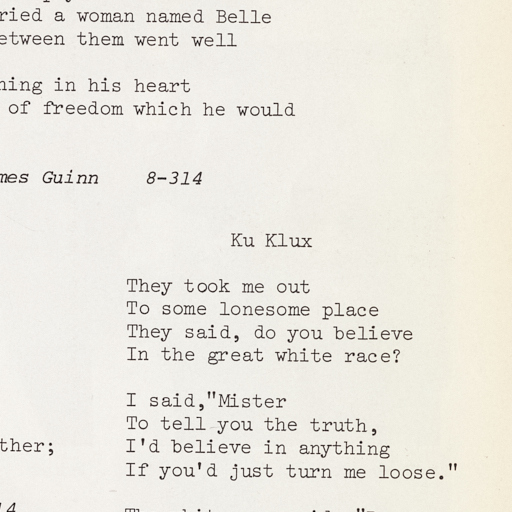 ried a woman named Belle
etween them went well
ning in his heart
of freedom which he would
mes Guinn 8-314
Ku Klux
They took me out
To some lonesome place
They said, do you believe
In the great white race?
I said,"Mister
To tell you the truth,
ther;
I'd believe in anything
If you'd just turn me loose."